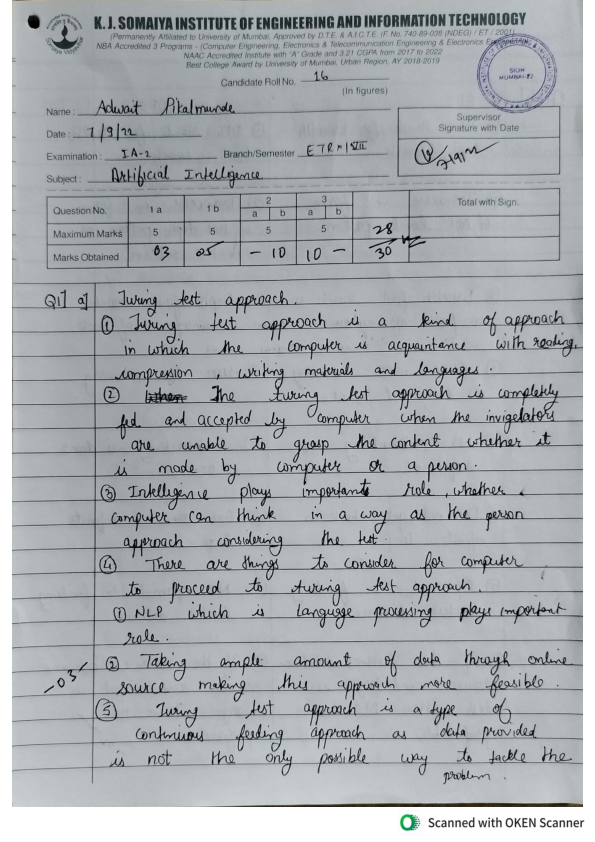 K. J. SOMAIYA INSTITUTE OF ENGINEERING AND INFORMATION TECHNOLOGY
(Permanently Affiliated to University of Mumbai, Approved by D.T.E. & A.I.C.T.E. (F. No. 740-89-036 (NDEG) / ET / 2001)
NBA Accredited 3 Programs - (Computer Engineering, Electronics & Telecommunication Engineering & Electronics
NAAC Accredited Institute with "A" Grade and 3.21 CGPA from 2017 to 2022
Best College Award by University of Mumbai, Urban Region, AY 2018-2019
SION
MUMBAI-22
Candidate Roll No. 16
(In figures)
Name : Adwait Pikalmunde
Date : 7/9/22
Examination : IA-2 Branch/Semester ETRX/VII
Subject : Artificial Intelligence
Supervisor
Signature with Date
Question No. 1 a 1 b 2 a b 3 a b Total with Sign.
Maximum Marks 5 5 5 5 28
Marks Obtained 03 05 - 10 10 - 30
Q1] a] Turing test approach.
① Turing test approach is a kind of approach
in which the computer is acquaintance with reading,
compression, writing materials and languages.
② The turing test approach is completely
fed and accepted by computer when the invigelators
are unable to grasp the content whether it
is made by computer or a person.
③ Intelligence plays important role, whether
computer can think in a way as the person
approach considering the test.
④ There are things to consider for computer
to proceed to turing test approach.
① NLP which is language processing plays important
role.
② Taking ample amount of data through online
source making this approach more feasible.
-03-
⑤ Turing test approach is a type of
continuous feeding approach as data provided
is not the only possible way to tackle the
problem.
Scanned with OKEN Scanner